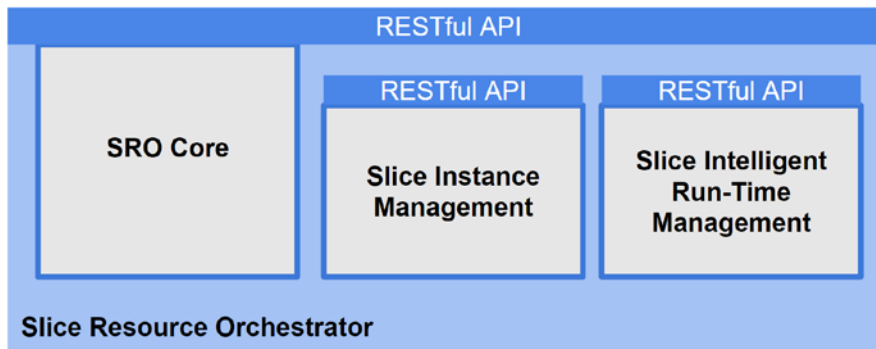 RESTful API
SRO Core
RESTful API
Slice Instance
Management
RESTful API
Slice Intelligent
Run-Time
Management
Slice Resource Orchestrator